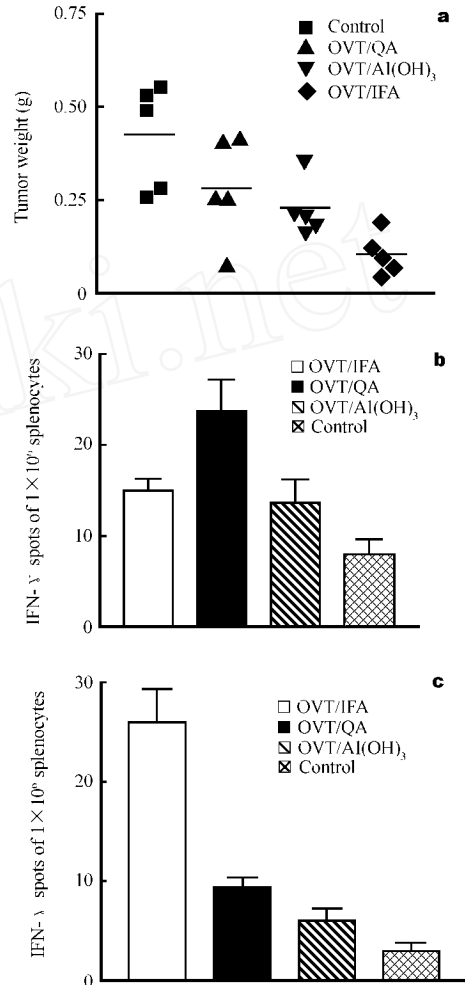 a
■ Control
▲ OVT/QA
▼ OVT/Al(OH)₃
◆ OVT/IFA
Tumor weight (g)
0.75
0.50
0.25
0
ki.net
b
OVT/IFA
OVT/QA
OVT/Al(OH)₃
Control
IFN-γ spots of 1×10⁶ splenocytes
30
20
10
0
c
OVT/IFA
OVT/QA
OVT/Al(OH)₃
Control
IFN-γ spots of 1×10⁶ splenocytes
30
20
10
0